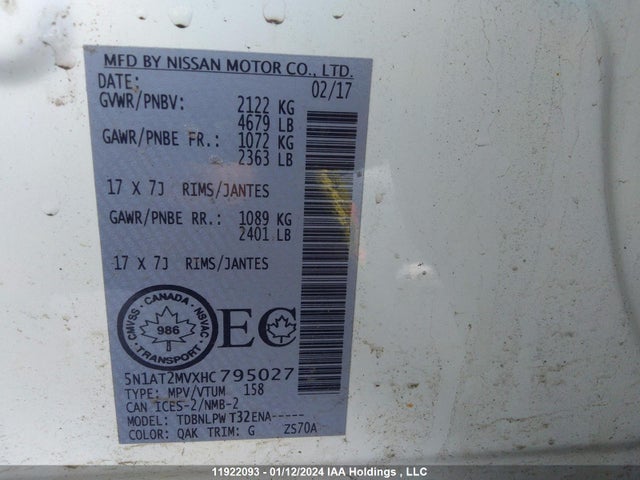 MFD BY NISSAN MOTOR CO., LTD.
DATE: 02/17
GVWR/PNBV: 2122 KG
4679 LB
GAWR/PNBE FR.: 1072 KG
2363 LB
17 X 7J RIMS/JANTES
GAWR/PNBE RR.: 1089 KG
2401 LB
17 X 7J RIMS/JANTES
CMVSS · CANADA · NSVAC
986
TRANSPORT
EC
5N1AT2MVXHC795027
TYPE: MPV/VTUM 158
CAN ICES-2/NMB-2
MODEL: TDBNLPW T32ENA-----
COLOR: QAK TRIM: G ZS70A
11922093 - 01/12/2024 IAA Holdings , LLC